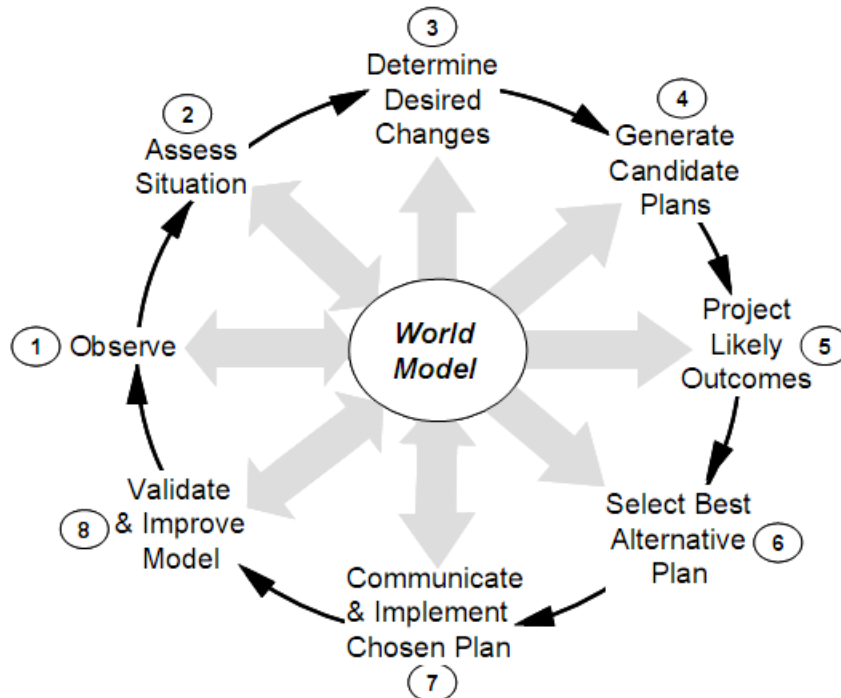 3
Determine
Desired
Changes
4
Generate
Candidate
Plans
2
Assess
Situation
Project
Likely
Outcomes
5
1
Observe
World
Model
Select Best
Alternative
Plan
6
Validate
& Improve
Model
8
Communicate
& Implement
Chosen Plan
7